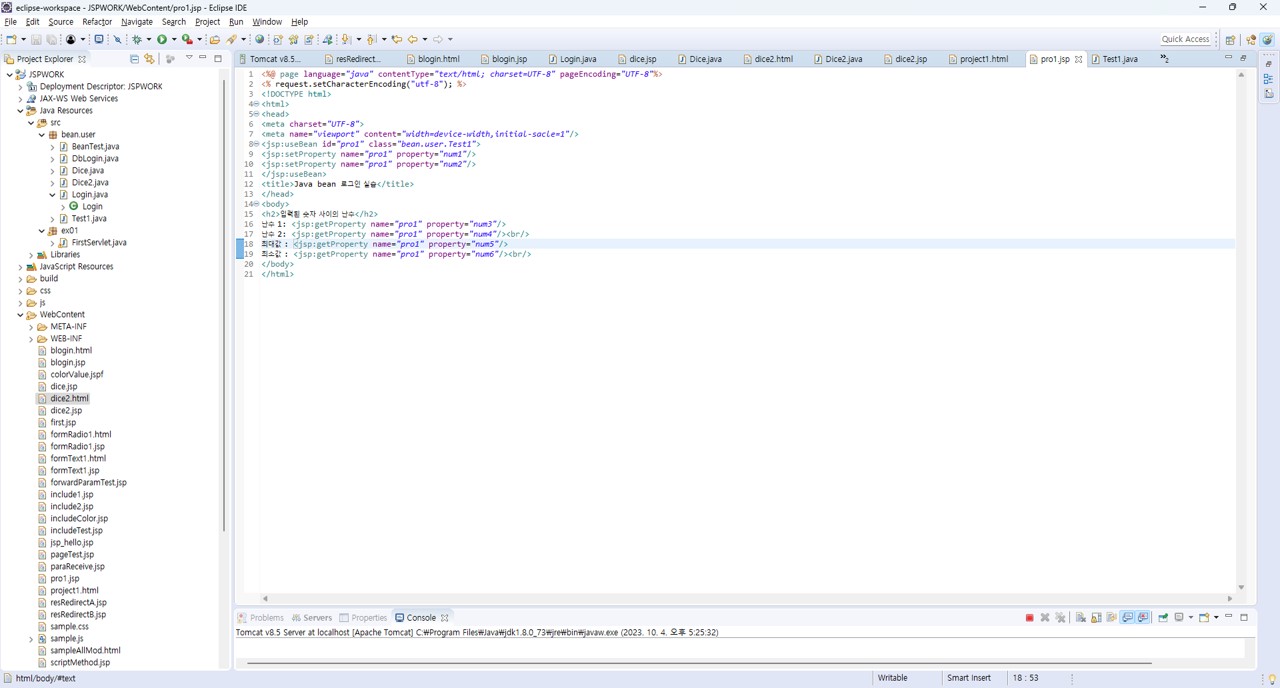 eclipse-workspace - JSPWORK/WebContent/pro1.jsp - Eclipse IDE
File Edit Source Refactor Navigate Search Project Run Window Help
Quick Access
Project Explorer
JSPWORK
Deployment Descriptor: JSPWORK
JAX-WS Web Services
Java Resources
src
bean.user
BeanTest.java
DbLogin.java
Dice.java
Dice2.java
Login.java
Login
Test1.java
ex01
FirstServlet.java
Libraries
JavaScript Resources
build
css
js
WebContent
META-INF
WEB-INF
blogin.html
blogin.jsp
colorValue.jspf
dice.jsp
dice2.html
dice2.jsp
first.jsp
formRadio1.html
formRadio1.jsp
formText1.html
formText1.jsp
forwardParamTest.jsp
include1.jsp
include2.jsp
includeColor.jsp
includeTest.jsp
jsp_hello.jsp
pageTest.jsp
paraReceive.jsp
pro1.jsp
project1.html
resRedirectA.jsp
resRedirectB.jsp
sample.css
sample.js
sampleAllMod.html
scriptMethod.jsp
Tomcat v8.5... resRedirect... blogin.html blogin.jsp Login.java dice.jsp Dice.java dice2.html Dice2.java dice2.jsp project1.html pro1.jsp Test1.java »2
1 <%@ page language="java" contentType="text/html; charset=UTF-8" pageEncoding="UTF-8"%>
2 <% request.setCharacterEncoding("utf-8"); %>
3 <!DOCTYPE html>
4 <html>
5 <head>
6 <meta charset="UTF-8">
7 <meta name="viewport" content="width=device-width,initial-sacle=1"/>
8 <jsp:useBean id="pro1" class="bean.user.Test1">
9 <jsp:setProperty name="pro1" property="num1"/>
10 <jsp:setProperty name="pro1" property="num2"/>
11 </jsp:useBean>
12 <title>Java bean 로그인 실습</title>
13 </head>
14 <body>
15 <h2>입력된 숫자 사이의 난수</h2>
16 난수 1: <jsp:getProperty name="pro1" property="num3"/>
17 난수 2: <jsp:getProperty name="pro1" property="num4"/><br/>
18 최대값 : <jsp:getProperty name="pro1" property="num5"/>
19 최소값 : <jsp:getProperty name="pro1" property="num6"/><br/>
20 </body>
21 </html>
Problems Servers Properties Console
Tomcat v8.5 Server at localhost [Apache Tomcat] C:₩Program Files₩Java₩jdk1.8.0_73₩jre₩bin₩javaw.exe (2023. 10. 4. 오후 5:25:32)
html/body/#text Writable Smart Insert 18 : 53